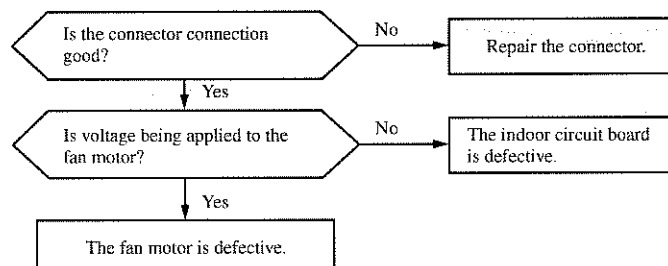 Is the connector connection
good?
No
Repair the connector.
Yes
Is voltage being applied to the
fan motor?
No
The indoor circuit board
is defective.
Yes
The fan motor is defective.